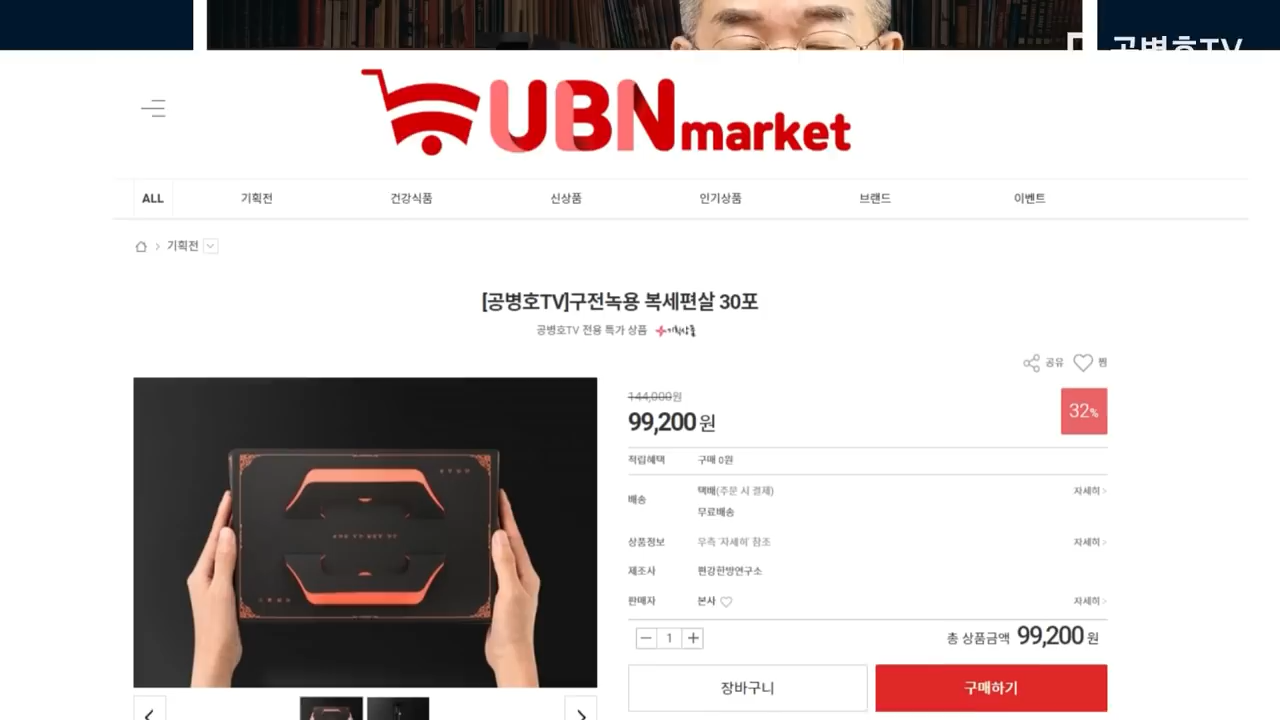 공병호TV
UBN market
ALL 기획전 건강식품 신상품 인기상품 브랜드 이벤트
기획전
[공병호TV]구전녹용 복세편살 30포
공병호TV 전용 특가 상품 기획상품
공유 찜
144,000원
99,200 원
32%
적립혜택 구매 0원
배송 택배(주문 시 결제) 자세히 >
무료배송
상품정보 우측 '자세히' 참조 자세히 >
제조사 편강한방연구소
판매자 본사 자세히 >
1 총 상품금액 99,200 원
장바구니 구매하기